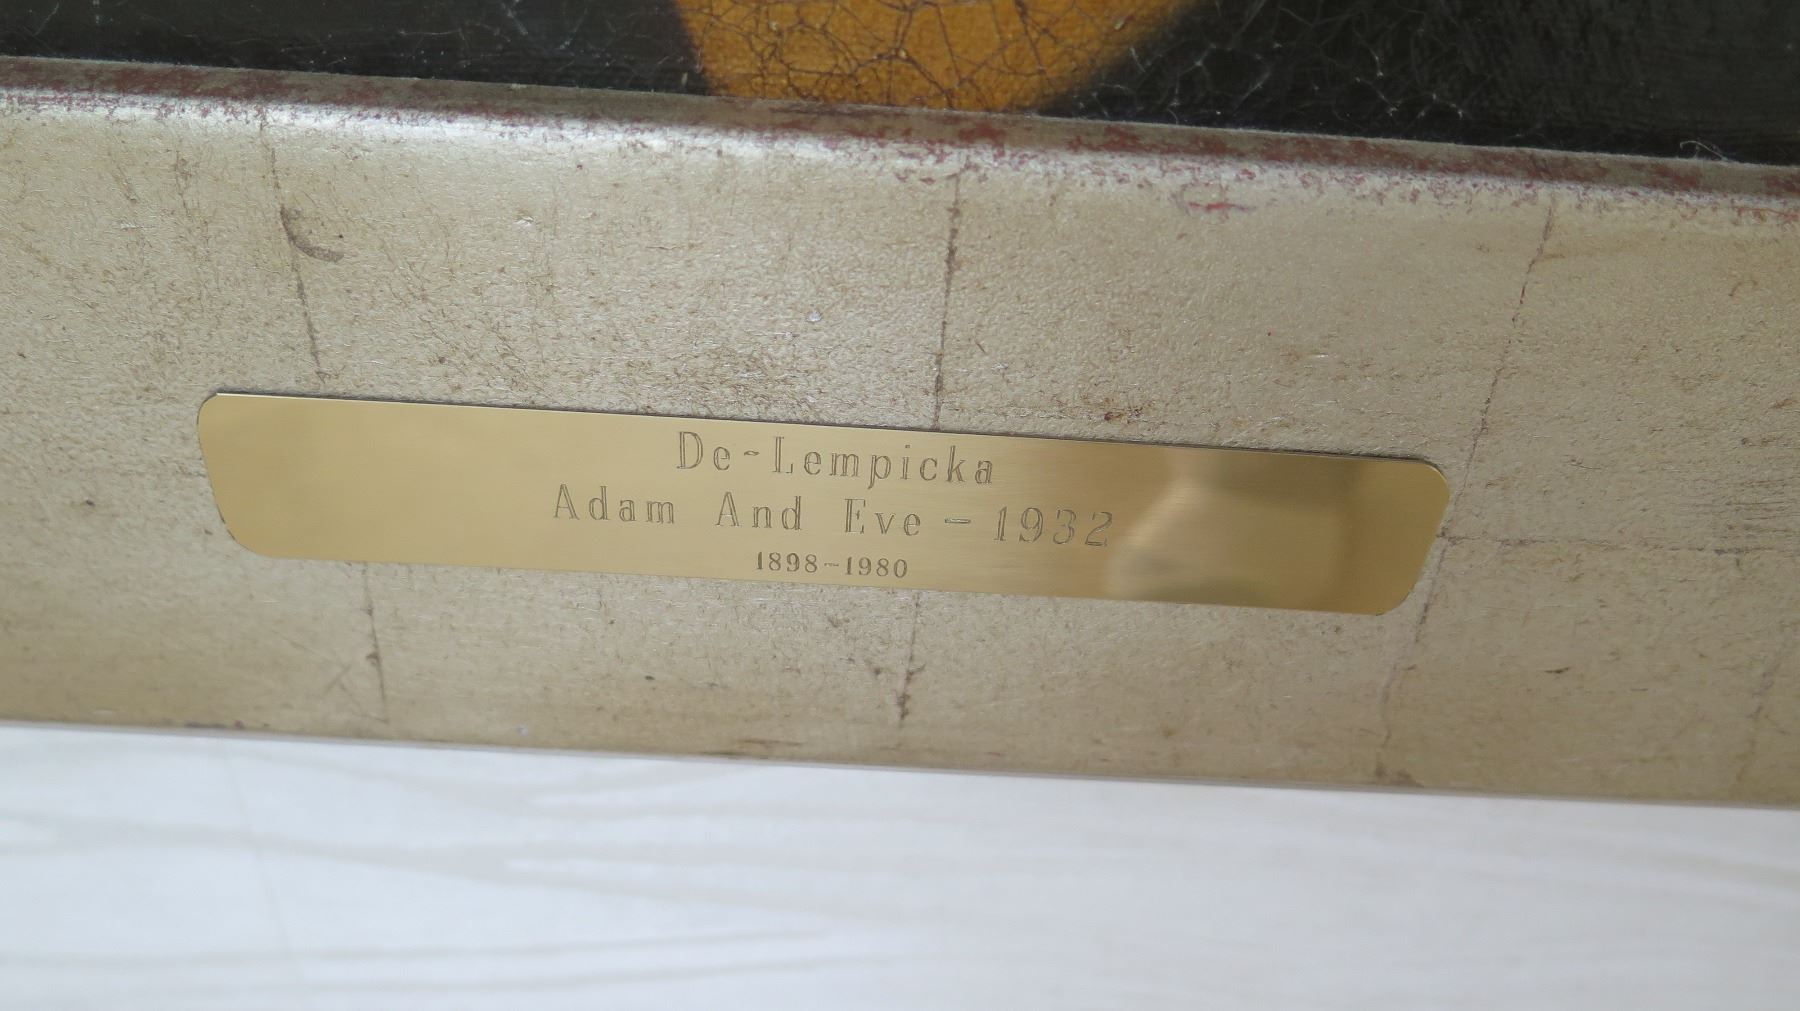 De-Lempicka
Adam And Eve - 1932
1898-1980